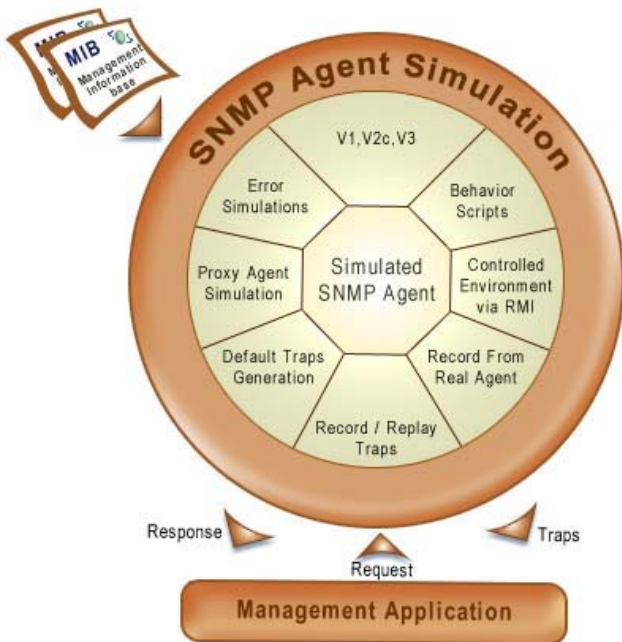 MIB
M
Ma
b
MIB
Management
Information
base
SNMP Agent Simulation
V1,V2c,V3
Error
Simulations
Behavior
Scripts
Proxy Agent
Simulation
Simulated
SNMP Agent
Controlled
Environment
via RMI
Default Traps
Generation
Record From
Real Agent
Record / Replay
Traps
Response
Traps
Request
Management Application